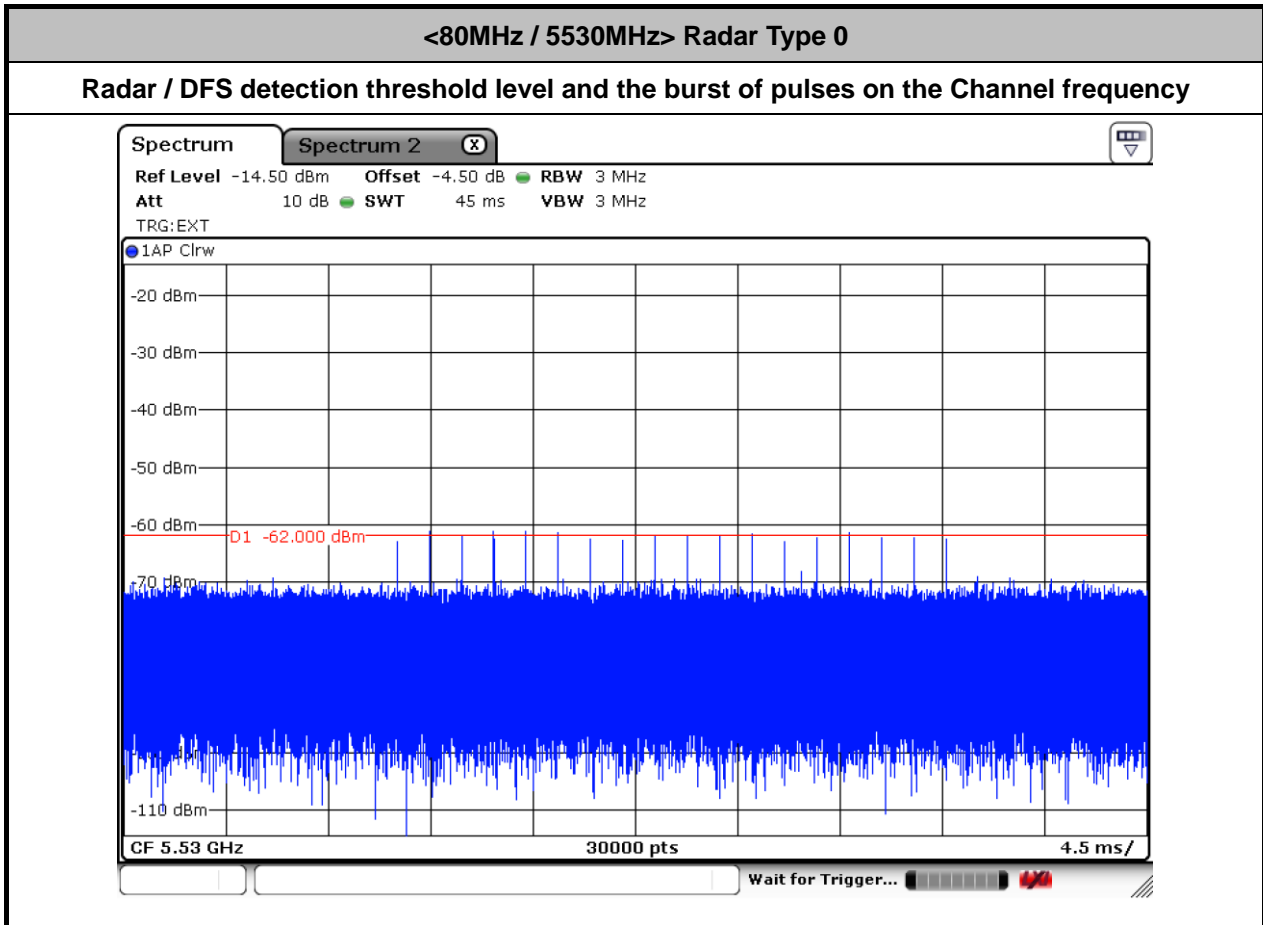 <80MHz / 5530MHz> Radar Type 0
Radar / DFS detection threshold level and the burst of pulses on the Channel frequency
Spectrum Spectrum 2 X
Ref Level -14.50 dBm Offset -4.50 dB RBW 3 MHz
Att 10 dB SWT 45 ms VBW 3 MHz
TRG:EXT
1AP Clrw
-20 dBm
-30 dBm
-40 dBm
-50 dBm
-60 dBm
D1 -62.000 dBm
-70 dBm
-110 dBm
CF 5.53 GHz 30000 pts 4.5 ms/
Wait for Trigger... LXI